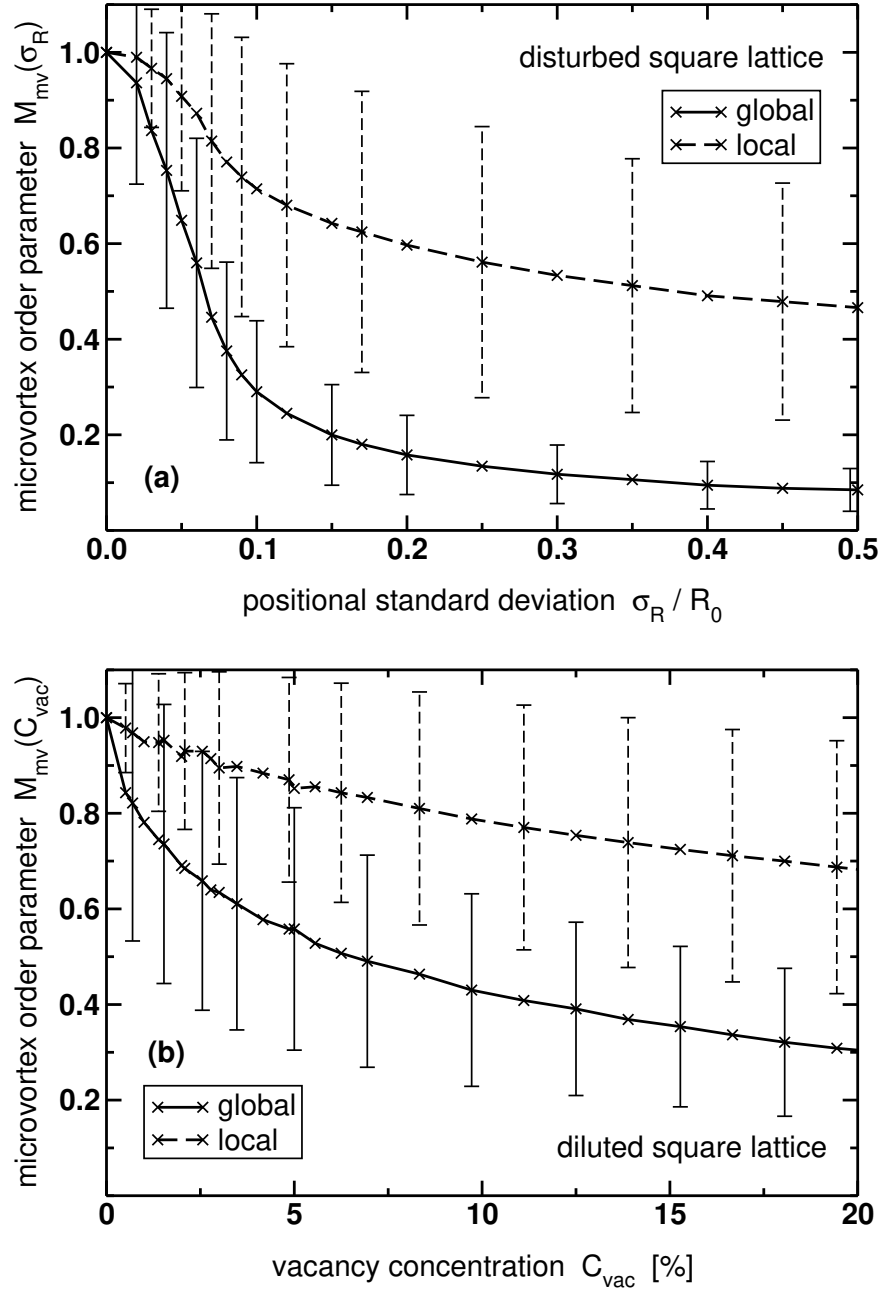 microvortex order parameter M_mv(σ_R)
1.0
0.8
0.6
0.4
0.2
disturbed square lattice
global
local
(a)
0.0 0.1 0.2 0.3 0.4 0.5
positional standard deviation σ_R / R_0
microvortex order parameter M_mv(C_vac)
1.0
0.8
0.6
0.4
0.2
(b)
global
local
diluted square lattice
0 5 10 15 20
vacancy concentration C_vac [%]